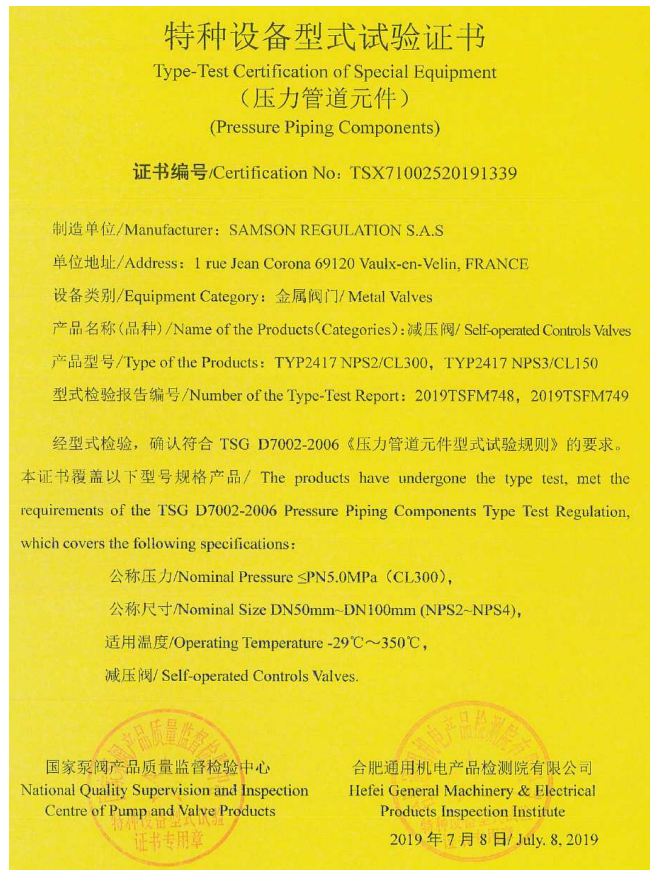 特种设备型式试验证书
Type-Test Certification of Special Equipment
（压力管道元件）
(Pressure Piping Components)
证书编号/Certification No：TSX71002520191339
制造单位/Manufacturer：SAMSON REGULATION S.A.S
单位地址/Address：1 rue Jean Corona 69120 Vaulx-en-Velin, FRANCE
设备类别/Equipment Category：金属阀门/ Metal Valves
产品名称(品种)/Name of the Products(Categories)：减压阀/ Self-operated Controls Valves
产品型号/Type of the Products：TYP2417 NPS2/CL300，TYP2417 NPS3/CL150
型式检验报告编号/Number of the Type-Test Report：2019TSFM748，2019TSFM749
经型式检验，确认符合 TSG D7002-2006《压力管道元件型式试验规则》的要求。
本证书覆盖以下型号规格产品/ The products have undergone the type test, met the
requirements of the TSG D7002-2006 Pressure Piping Components Type Test Regulation,
which covers the following specifications：
公称压力/Nominal Pressure ≤PN5.0MPa（CL300），
公称尺寸/Nominal Size DN50mm~DN100mm (NPS2~NPS4)，
适用温度/Operating Temperature -29℃～350℃，
减压阀/ Self-operated Controls Valves.
国家泵阀产品质量监督检验中心
National Quality Supervision and Inspection
Centre of Pump and Valve Products
特种设备型式试验
证书专用章
合肥通用机电产品检测院有限公司
Hefei General Machinery & Electrical
Products Inspection Institute
2019 年 7 月 8 日/ July. 8, 2019